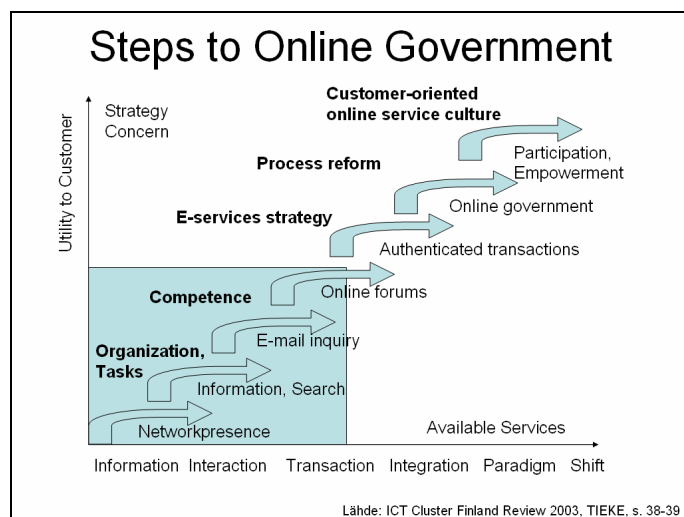 Steps to Online Government
Customer-oriented
online service culture
Strategy
Concern
Process reform
Participation,
Empowerment
Utility to Customer
Online government
E-services strategy
Authenticated transactions
Competence
Online forums
E-mail inquiry
Organization,
Tasks
Information, Search
Networkpresence
Available Services
Information Interaction Transaction Integration Paradigm Shift
Lähde: ICT Cluster Finland Review 2003, TIEKE, s. 38-39